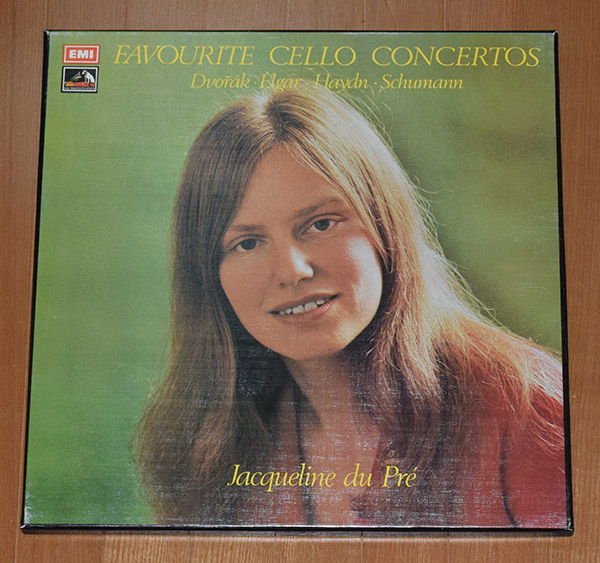 EMI
FAVOURITE CELLO CONCERTOS
Dvořák · Elgar · Haydn · Schumann
Jacqueline du Pré